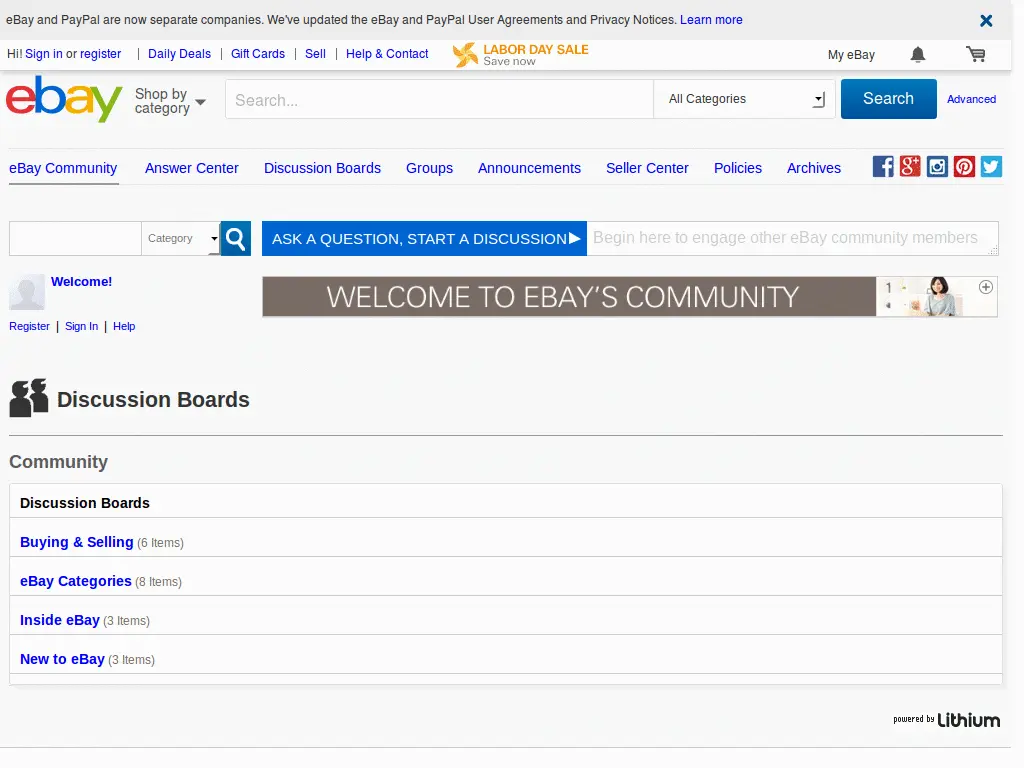 eBay and PayPal are now separate companies. We've updated the eBay and PayPal User Agreements and Privacy Notices. Learn more
Hi! Sign in or register | Daily Deals | Gift Cards | Sell | Help & Contact
LABOR DAY SALE
Save now
My eBay
ebay
Shop by category
Search...
All Categories
Search
Advanced
eBay Community
Answer Center
Discussion Boards
Groups
Announcements
Seller Center
Policies
Archives
Category
ASK A QUESTION, START A DISCUSSION
Begin here to engage other eBay community members
Welcome!
Register | Sign In | Help
WELCOME TO EBAY'S COMMUNITY
Discussion Boards
Community
Discussion Boards
Buying & Selling (6 Items)
eBay Categories (8 Items)
Inside eBay (3 Items)
New to eBay (3 Items)
powered by Lithium